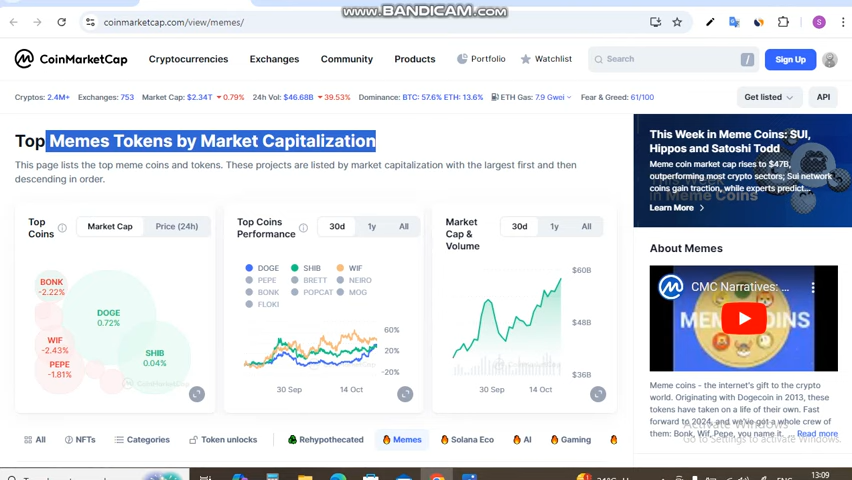 www.BANDICAM.com
coinmarketcap.com/view/memes/
S
CoinMarketCap
Cryptocurrencies
Exchanges
Community
Products
Portfolio
Watchlist
Search
/
Sign Up
Cryptos: 2.4M+ Exchanges: 753 Market Cap: $2.34T 0.79% 24h Vol: $46.68B 39.53% Dominance: BTC: 57.6% ETH: 13.6% ETH Gas: 7.9 Gwei Fear & Greed: 61/100
Get listed
API
Top Memes Tokens by Market Capitalization
This page lists the top meme coins and tokens. These projects are listed by market capitalization with the largest first and then
descending in order.
Top
Coins
Market Cap
Price (24h)
BONK
-2.22%
DOGE
0.72%
WIF
-2.43%
PEPE
-1.81%
SHIB
0.04%
CoinMarketCap
Top Coins
Performance
30d
1y
All
DOGE SHIB WIF
PEPE BRETT NEIRO
BONK POPCAT MOG
FLOKI
60%
20%
-20%
30 Sep
14 Oct
Market
Cap &
Volume
30d
1y
All
$60B
$48B
$36B
30 Sep
14 Oct
This Week in Meme Coins: SUI,
Hippos and Satoshi Todd
Meme coin market cap rises to $47B,
outperforming most crypto sectors; Sui network
coins gain traction, while experts predict...
in Meme Coins
Learn More
About Memes
CMC Narratives: ...
MEME COINS
Meme coins - the internet's gift to the crypto
world. Originating with Dogecoin in 2013, these
tokens have taken on a life of their own. Fast
forward to 2024, and we've got a whole crew of
them: Bonk, Wif, Pepe, you name it. ... Read more
Activate Windows
Go to Settings to activate Windows.
All
NFTs
Categories
Token unlocks
Rehypothecated
Memes
Solana Eco
AI
Gaming
ENG
13:09